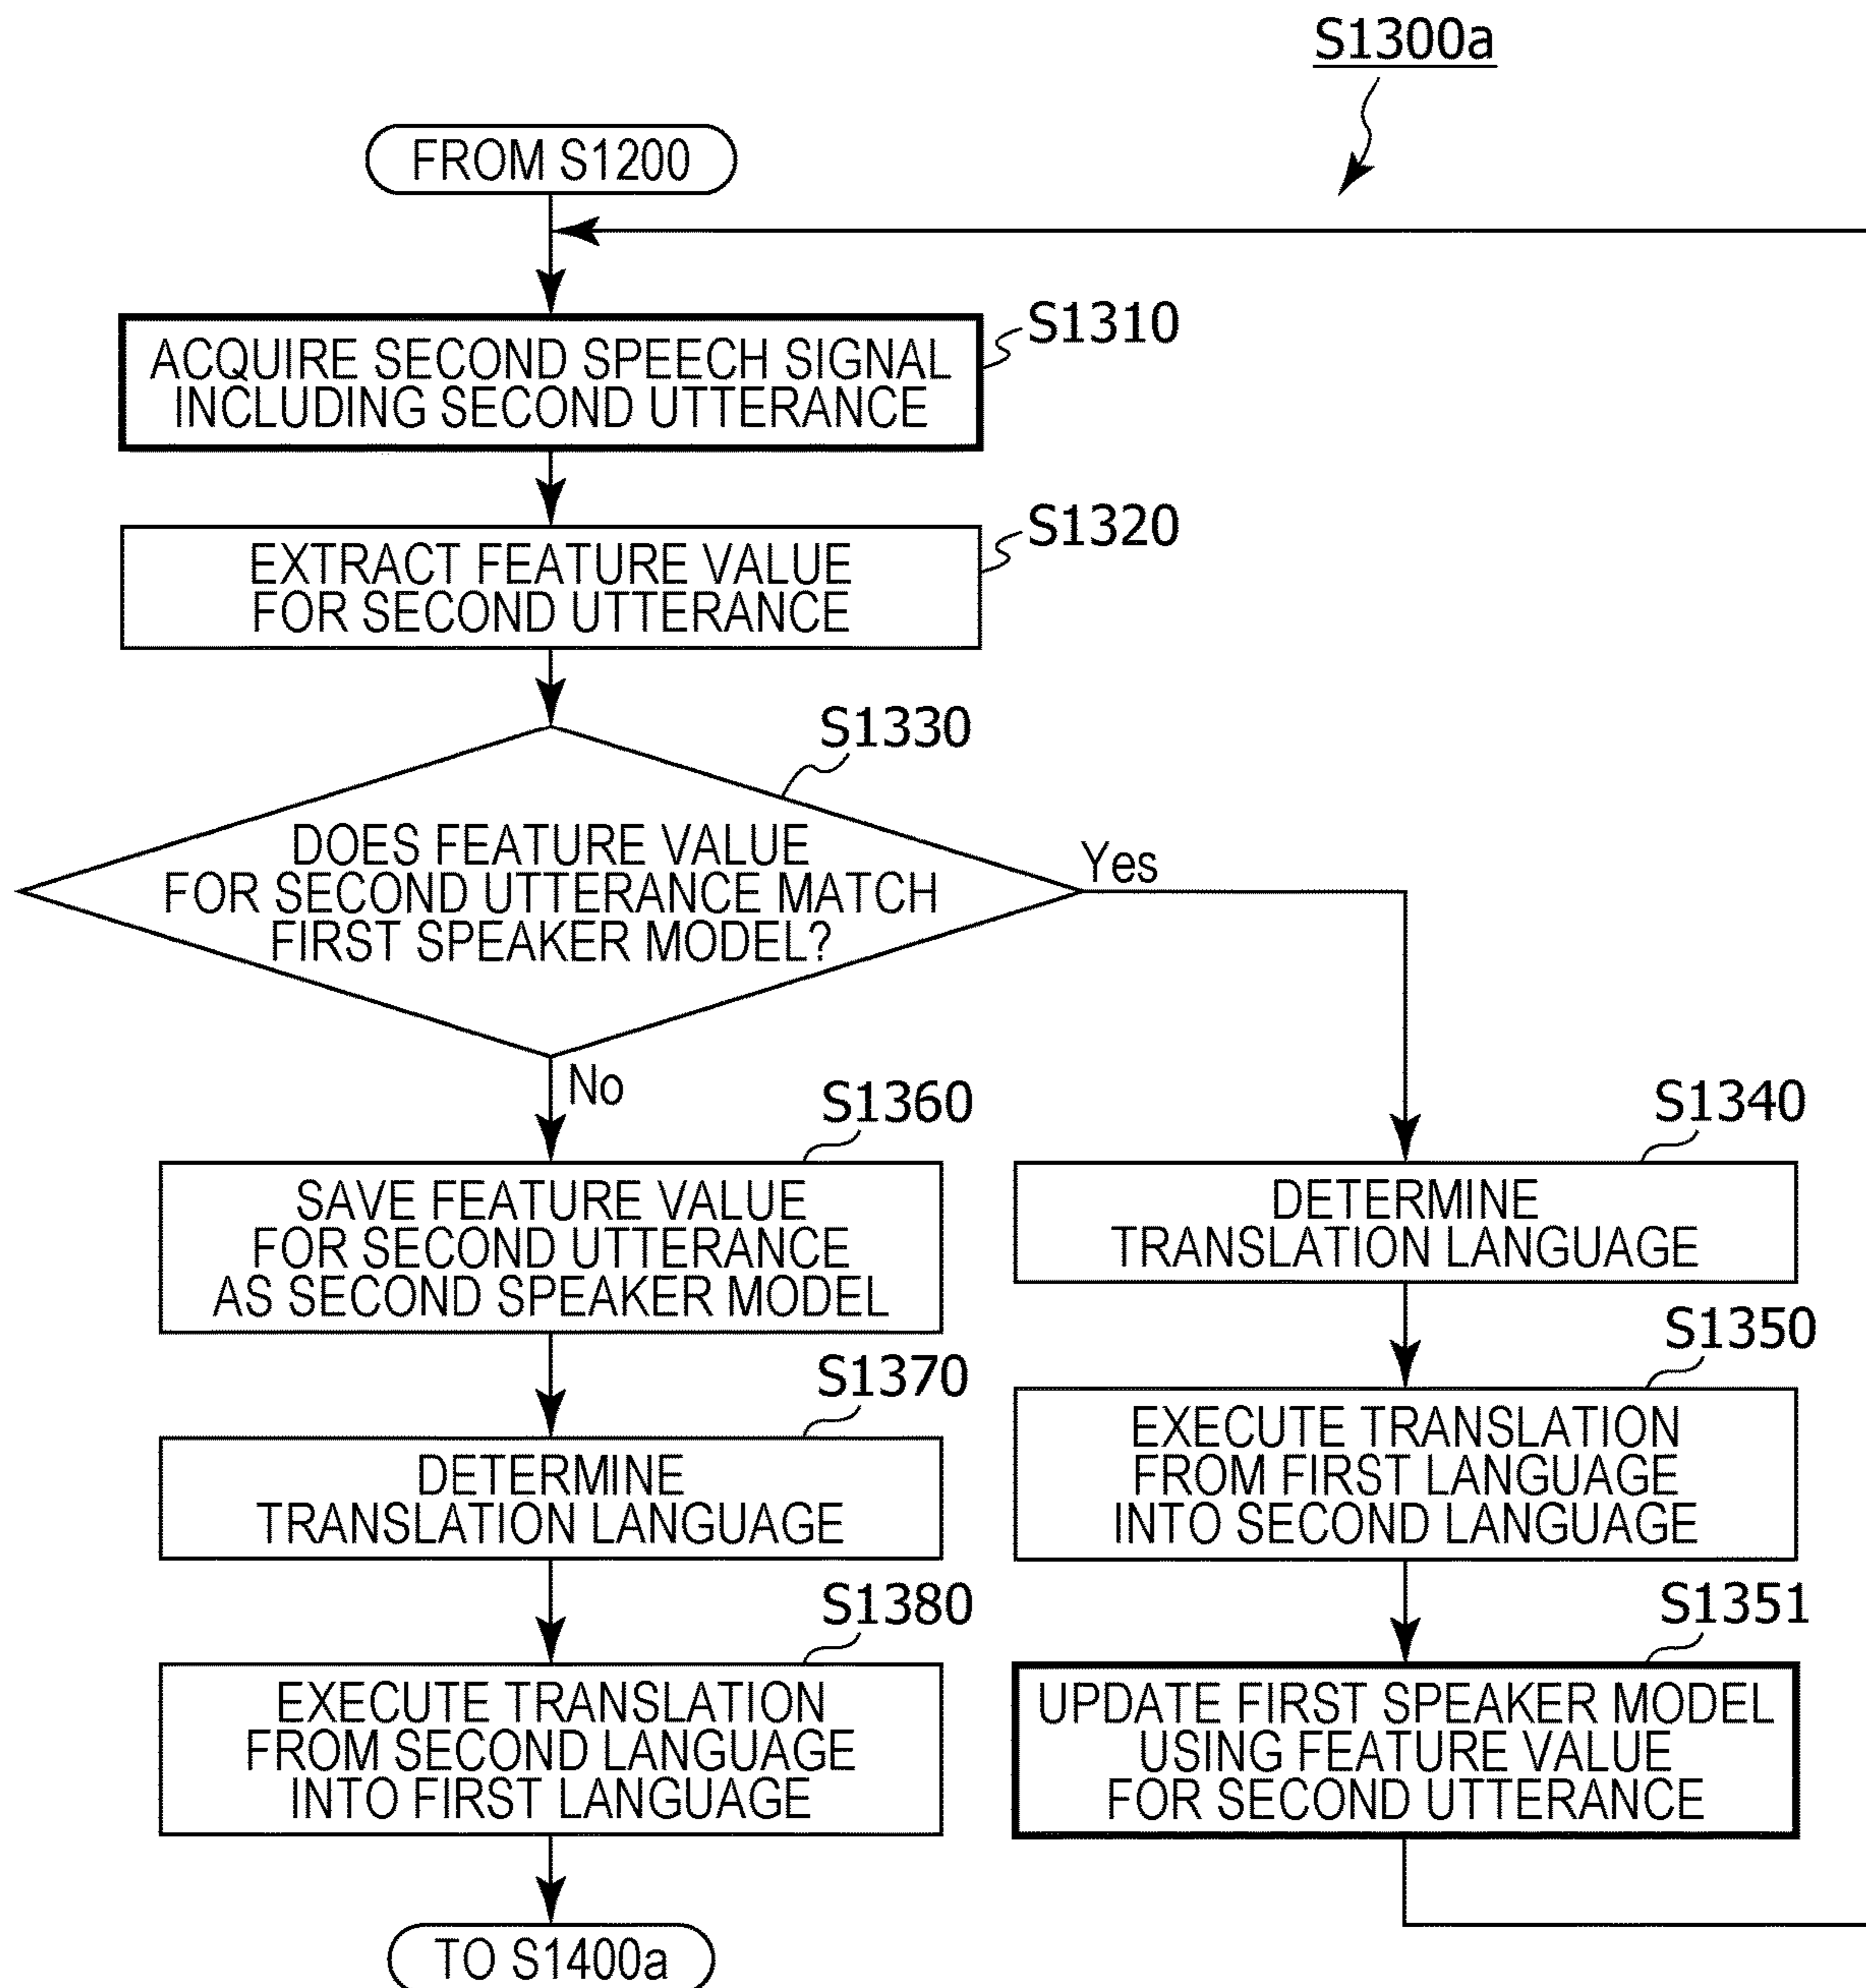 S1300a
FROM S1200
S1310
ACQUIRE SECOND SPEECH SIGNAL
INCLUDING SECOND UTTERANCE
S1320
EXTRACT FEATURE VALUE
FOR SECOND UTTERANCE
S1330
DOES FEATURE VALUE
FOR SECOND UTTERANCE MATCH
FIRST SPEAKER MODEL?
Yes
No
S1360
SAVE FEATURE VALUE
FOR SECOND UTTERANCE
AS SECOND SPEAKER MODEL
S1370
DETERMINE
TRANSLATION LANGUAGE
S1380
EXECUTE TRANSLATION
FROM SECOND LANGUAGE
INTO FIRST LANGUAGE
TO S1400a
S1340
DETERMINE
TRANSLATION LANGUAGE
S1350
EXECUTE TRANSLATION
FROM FIRST LANGUAGE
INTO SECOND LANGUAGE
S1351
UPDATE FIRST SPEAKER MODEL
USING FEATURE VALUE
FOR SECOND UTTERANCE